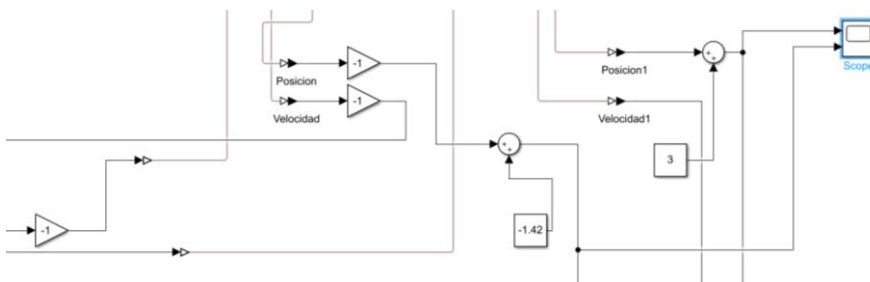 -1
Posicion
-1
Velocidad
+
+
-1
-1.42
Posicion1
+
+
Velocidad1
3
Scope